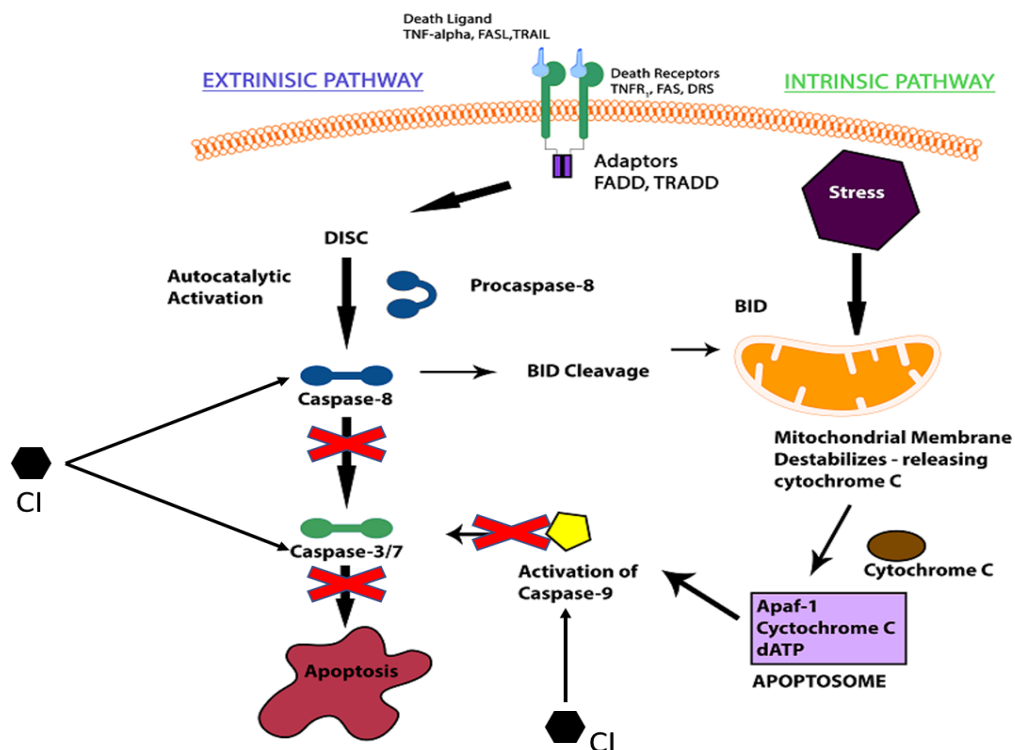 Death Ligand
TNF-alpha, FASL,TRAIL
EXTRINISIC PATHWAY
Death Receptors
TNFR1, FAS, DRS
INTRINSIC PATHWAY
Adaptors
FADD, TRADD
Stress
DISC
Autocatalytic
Activation
Procaspase-8
BID
BID Cleavage
Caspase-8
Mitochondrial Membrane
Destabilizes - releasing
cytochrome C
CI
Caspase-3/7
Activation of
Caspase-9
Cytochrome C
Apaf-1
Cyctochrome C
dATP
APOPTOSOME
Apoptosis
CI